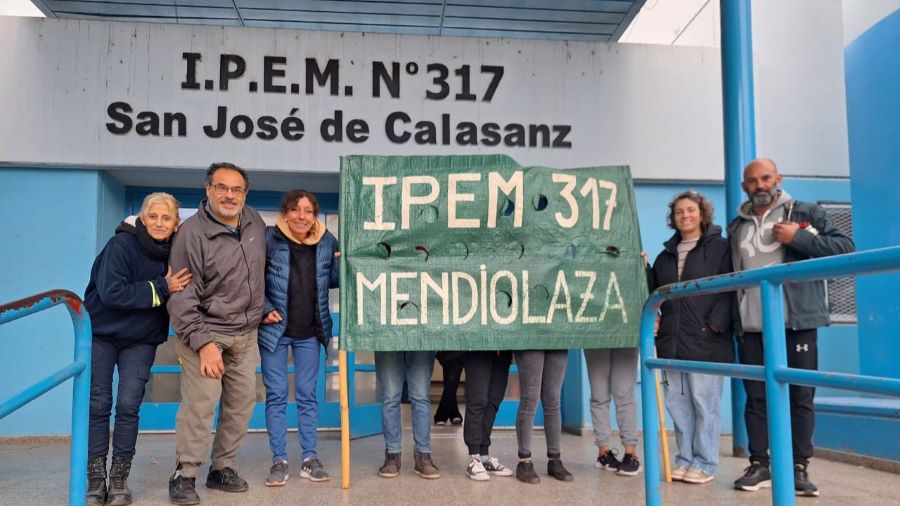 I.P.E.M. N°317
San José de Calasanz
IPEM 317
MENDIOLAZA